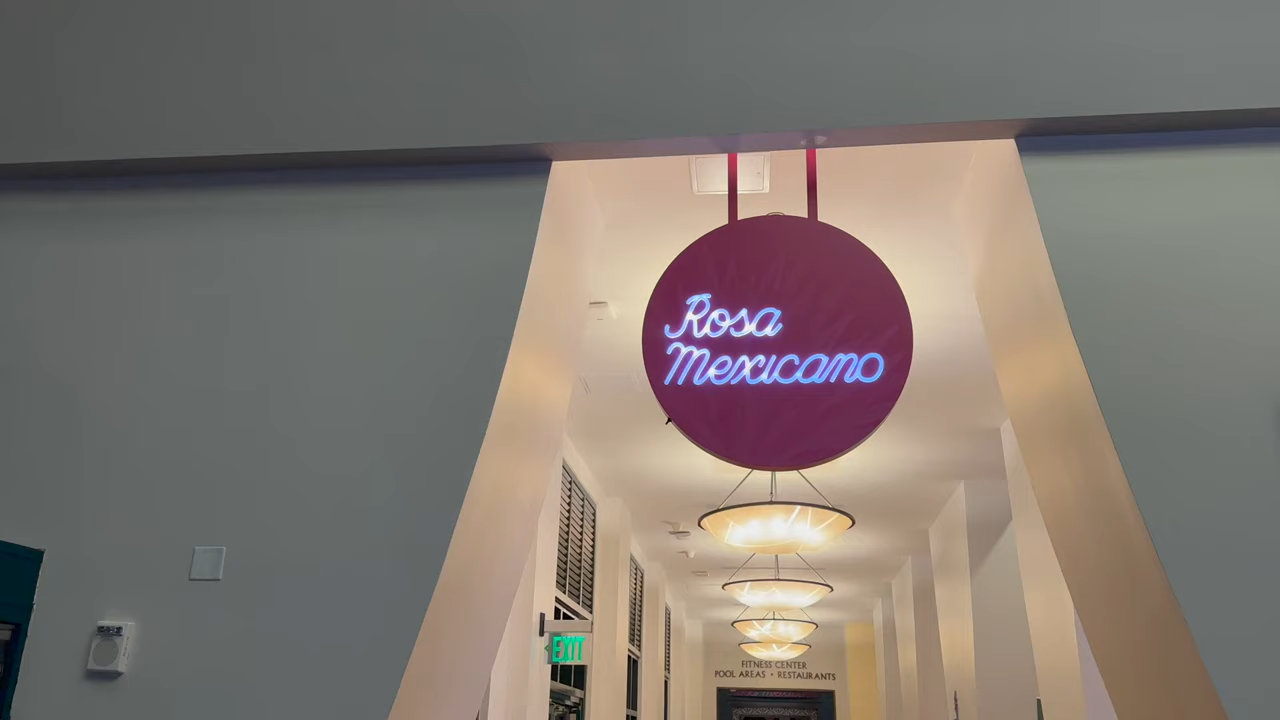 Rosa
Mexicano
EXIT
FITNESS CENTER
POOL AREAS • RESTAURANTS